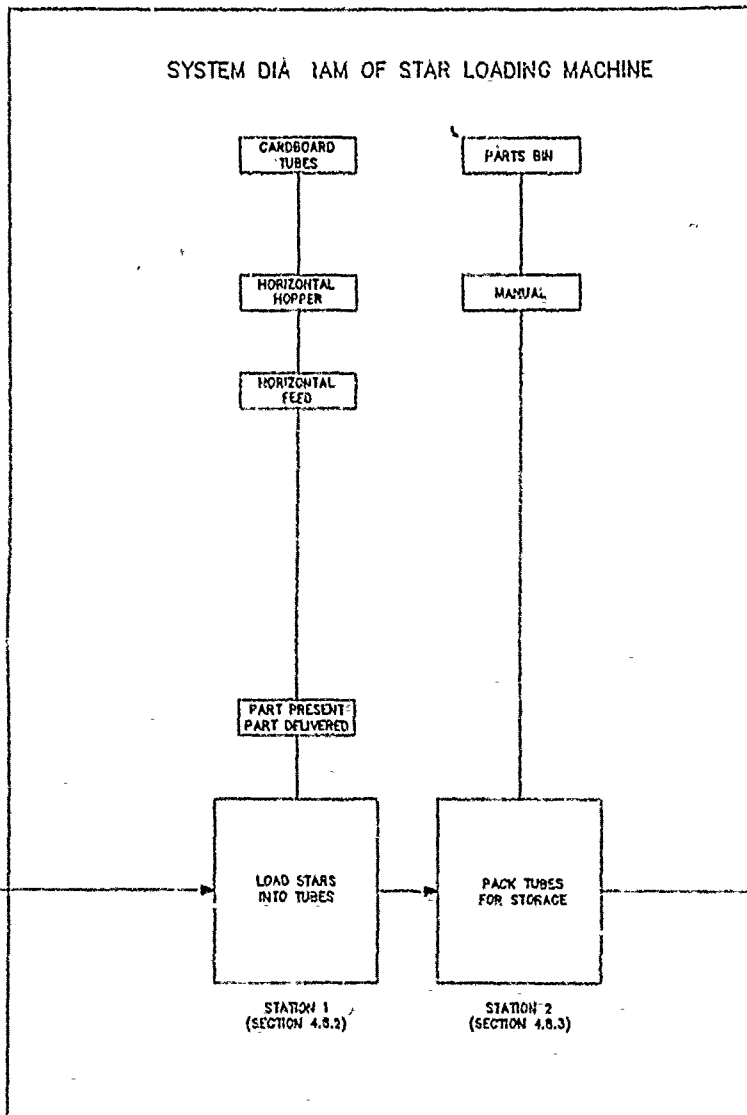 SYSTEM DIA RAM OF STAR LOADING MACHINE
CARDBOARD
TUBES
HORIZONTAL
HOPPER
HORIZONTAL
FEED
PART PRESENT
PART DELIVERED
LOAD STARS
INTO TUBES
STATION 1
(SECTION 4.8.2)
PARTS BIN
MANUAL
PACK TUBES
FOR STORAGE
STATION 2
(SECTION 4.8.3)